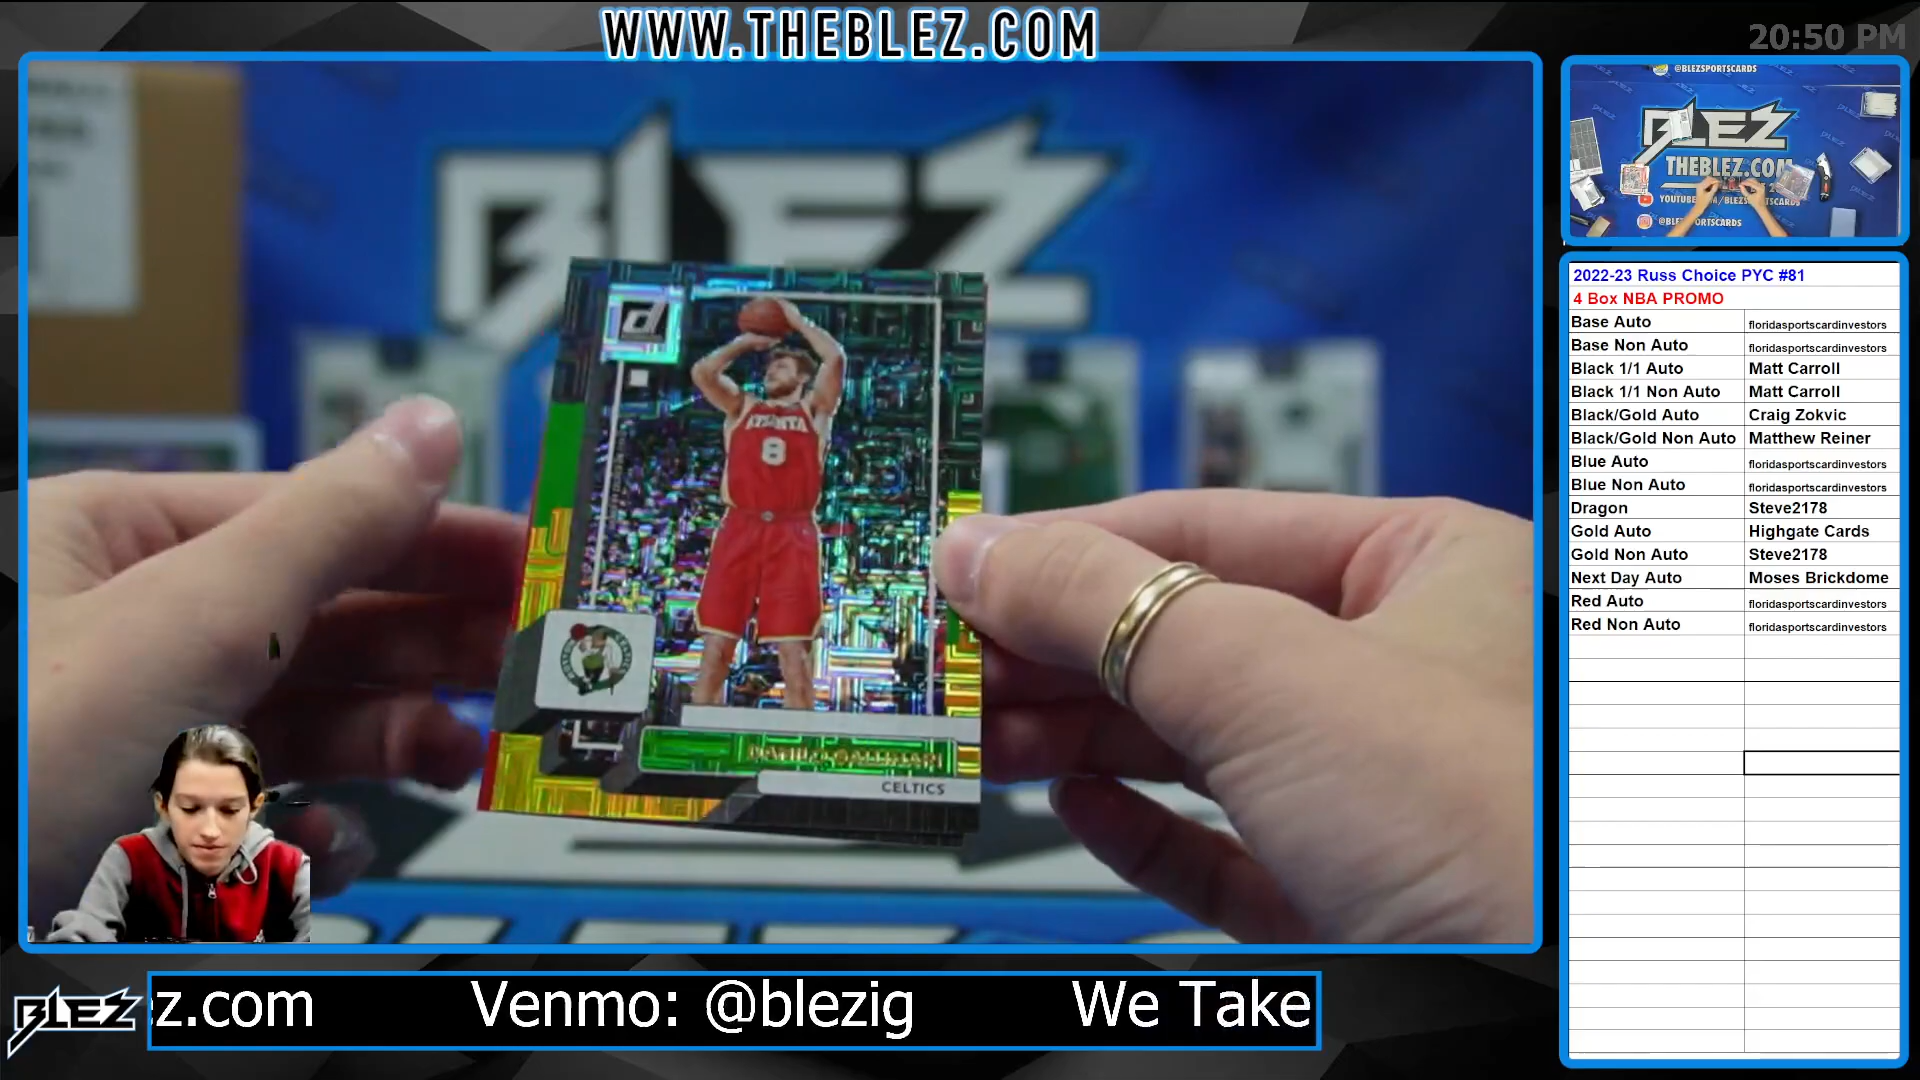 WWW.THEBLEZ.COM
20:50 PM
BLEZ
@BLEZSPORTSCARDS
BLEZ
THEBLEZ.COM
@BLEZSPORTSCARDS
d
ATLANTA
8
DANILO GALLINARI
CELTICS
2022-23 Russ Choice PYC #81
4 Box NBA PROMO
Base Auto floridasportscardinvestors
Base Non Auto floridasportscardinvestors
Black 1/1 Auto Matt Carroll
Black 1/1 Non Auto Matt Carroll
Black/Gold Auto Craig Zokvic
Black/Gold Non Auto Matthew Reiner
Blue Auto floridasportscardinvestors
Blue Non Auto floridasportscardinvestors
Dragon Steve2178
Gold Auto Highgate Cards
Gold Non Auto Steve2178
Next Day Auto Moses Brickdome
Red Auto floridasportscardinvestors
Red Non Auto floridasportscardinvestors
BLEZ
z.com Venmo: @blezig We Take